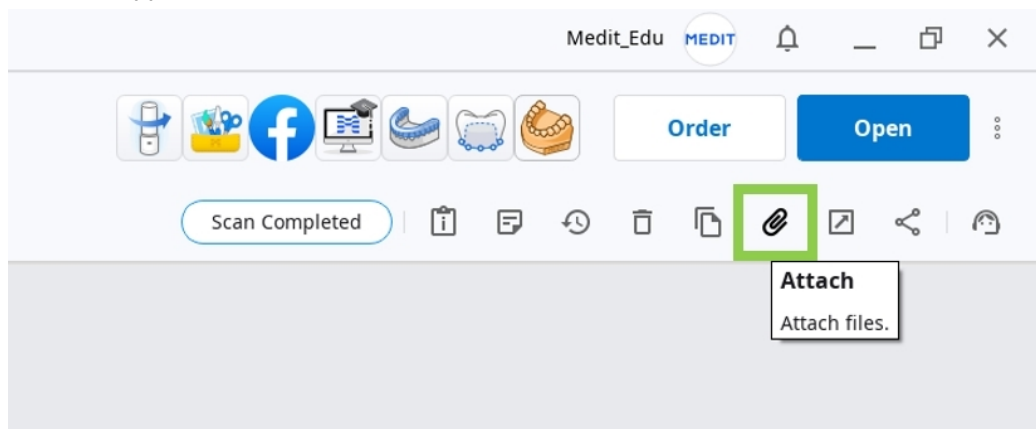 Medit_Edu MEDIT
Order Open
Scan Completed
Attach
Attach files.